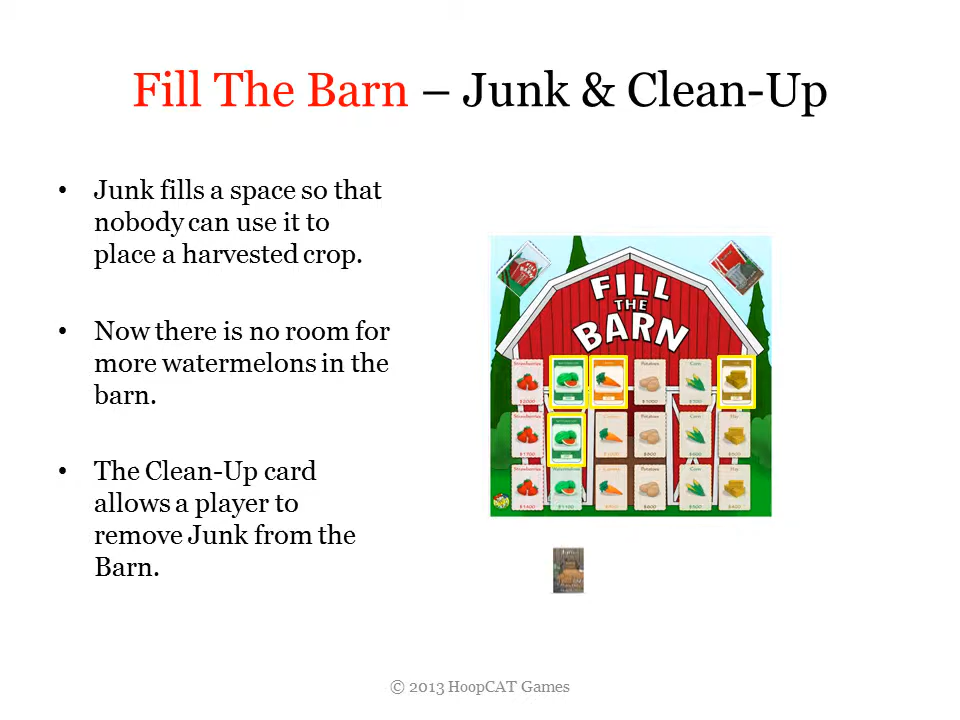 Fill The Barn – Junk & Clean-Up
• Junk fills a space so that
nobody can use it to
place a harvested crop.
• Now there is no room for
more watermelons in the
barn.
• The Clean-Up card
allows a player to
remove Junk from the
Barn.
FILL
THE
BARN
© 2013 HoopCAT Games